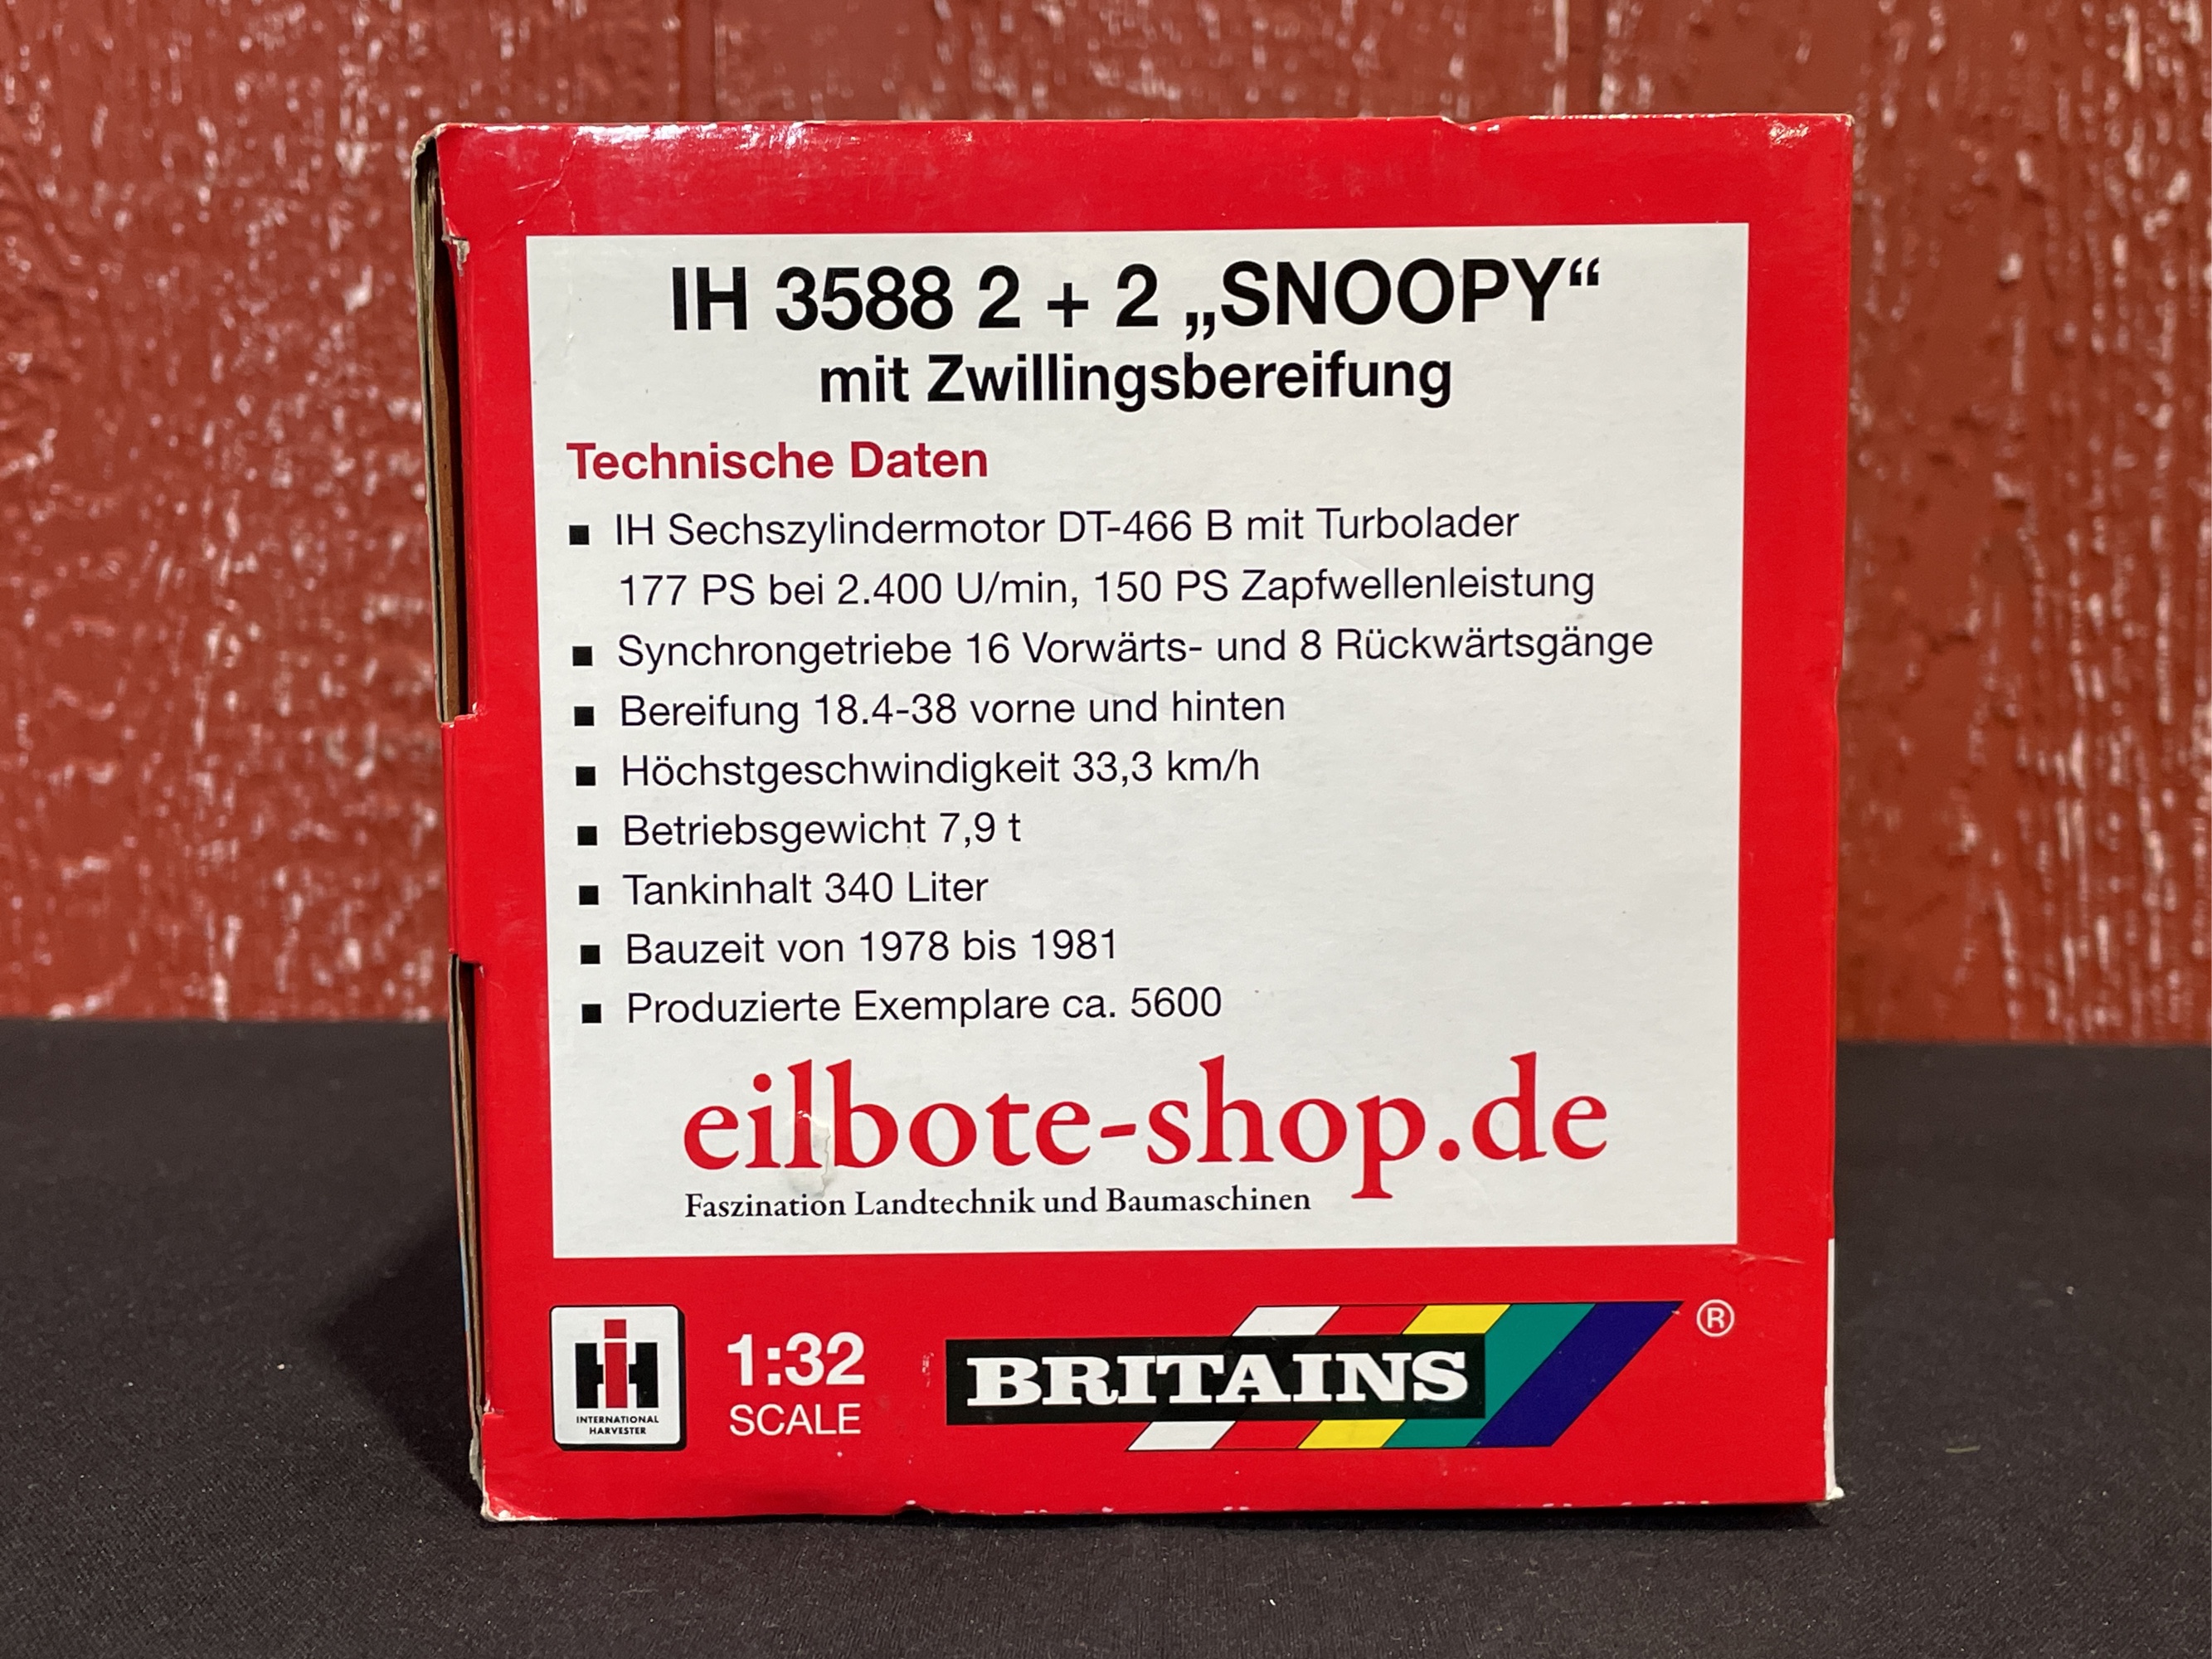 IH 3588 2 + 2 „SNOOPY“
mit Zwillingsbereifung
Technische Daten
■ IH Sechszylindermotor DT-466 B mit Turbolader
177 PS bei 2.400 U/min, 150 PS Zapfwellenleistung
■ Synchrongetriebe 16 Vorwärts- und 8 Rückwärtsgänge
■ Bereifung 18.4-38 vorne und hinten
■ Höchstgeschwindigkeit 33,3 km/h
■ Betriebsgewicht 7,9 t
■ Tankinhalt 340 Liter
■ Bauzeit von 1978 bis 1981
■ Produzierte Exemplare ca. 5600
eilbote-shop.de
Faszination Landtechnik und Baumaschinen
IH
INTERNATIONAL
HARVESTER
1:32
SCALE
BRITAINS ®